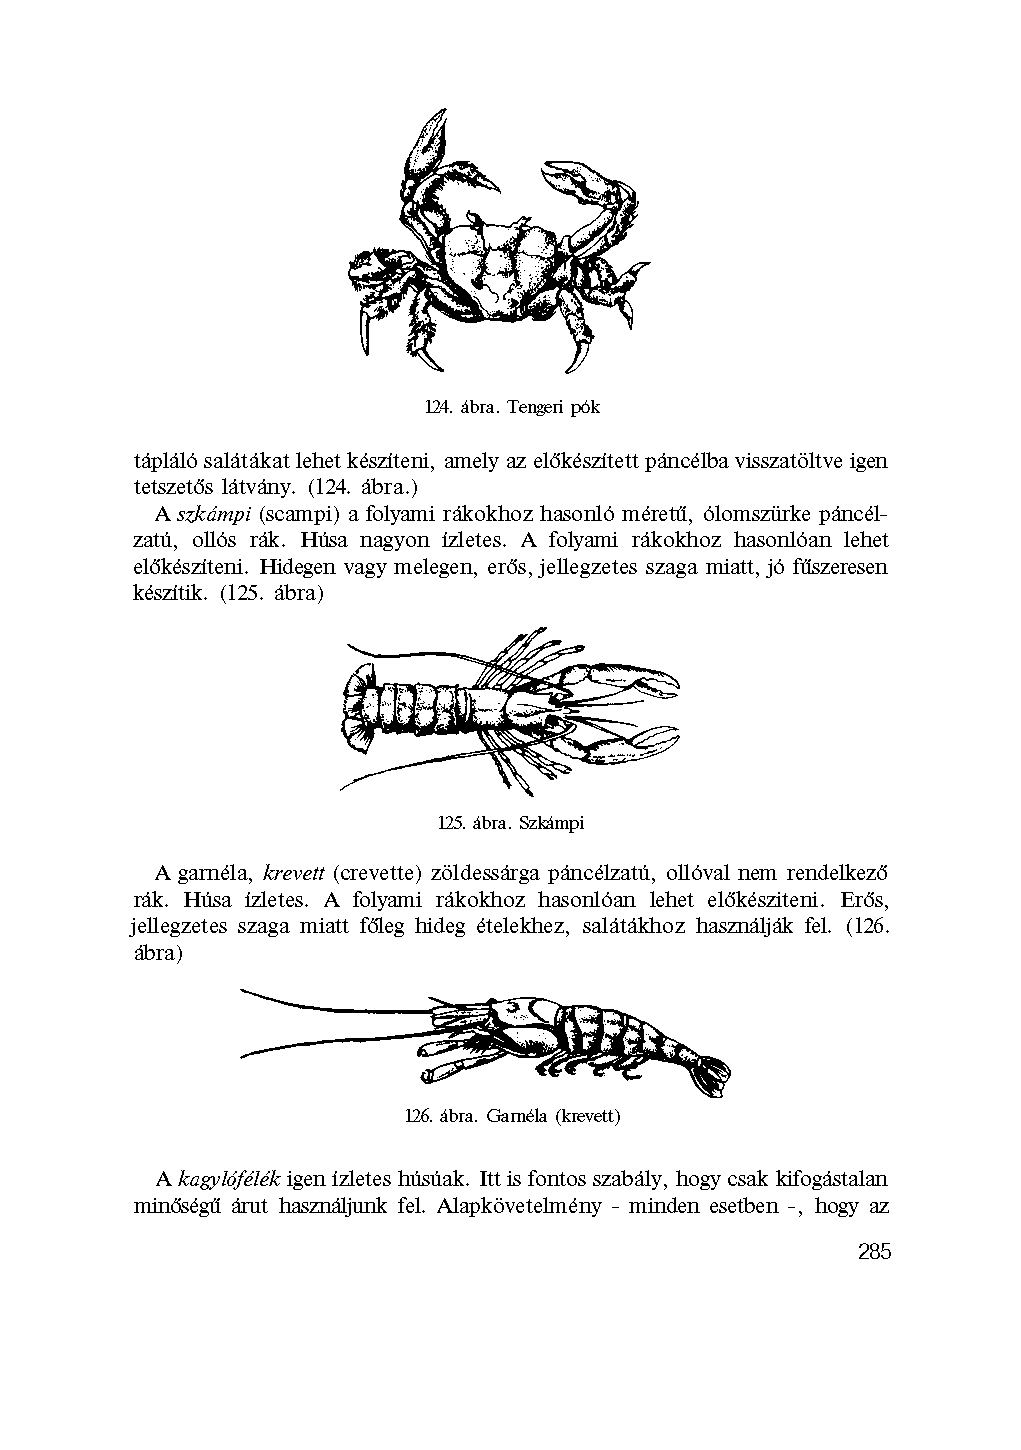 124. ábra. Tengeri pók
tápláló salátákat lehet készíteni, amely az előkészített páncélba visszatöltve igen
tetszetős látvány. (124. ábra.)
A szkámpi (scampi) a folyami rákokhoz hasonló méretű, ólomszürke páncél-
zatú, ollós rák. Húsa nagyon ízletes. A folyami rákokhoz hasonlóan lehet
előkészíteni. Hidegen vagy melegen, erős, jellegzetes szaga miatt, jó fűszeresen
készítik. (125. ábra)
125. ábra. Szkámpi
A garnéla, krevett (crevette) zöldessárga páncélzatú, ollóval nem rendelkező
rák. Húsa ízletes. A folyami rákokhoz hasonlóan lehet előkésziteni. Erős,
jellegzetes szaga miatt főleg hideg ételekhez, salátákhoz használják fel. (126.
ábra)
126. ábra. Garnéla (krevett)
A kagylófélék igen ízletes húsúak. Itt is fontos szabály, hogy csak kifogástalan
minőségű árut használjunk fel. Alapkövetelmény - minden esetben -, hogy az
285